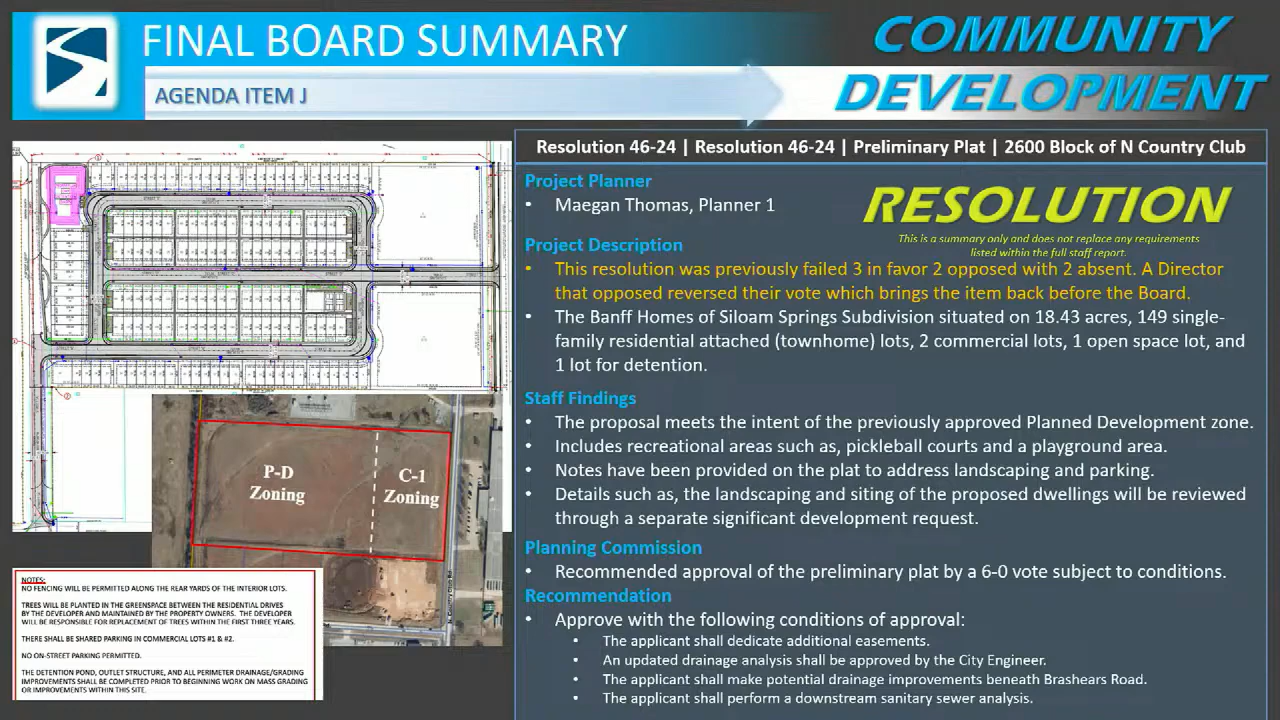 FINAL BOARD SUMMARY
AGENDA ITEM J
COMMUNITY
DEVELOPMENT
Resolution 46-24 | Resolution 46-24 | Preliminary Plat | 2600 Block of N Country Club
Project Planner
• Maegan Thomas, Planner 1
RESOLUTION
This is a summary only and does not replace any requirements
listed within the full staff report.
Project Description
• This resolution was previously failed 3 in favor 2 opposed with 2 absent. A Director
that opposed reversed their vote which brings the item back before the Board.
• The Banff Homes of Siloam Springs Subdivision situated on 18.43 acres, 149 single-
family residential attached (townhome) lots, 2 commercial lots, 1 open space lot, and
1 lot for detention.
Staff Findings
• The proposal meets the intent of the previously approved Planned Development zone.
• Includes recreational areas such as, pickleball courts and a playground area.
• Notes have been provided on the plat to address landscaping and parking.
• Details such as, the landscaping and siting of the proposed dwellings will be reviewed
through a separate significant development request.
Planning Commission
• Recommended approval of the preliminary plat by a 6-0 vote subject to conditions.
Recommendation
• Approve with the following conditions of approval:
• The applicant shall dedicate additional easements.
• An updated drainage analysis shall be approved by the City Engineer.
• The applicant shall make potential drainage improvements beneath Brashears Road.
• The applicant shall perform a downstream sanitary sewer analysis.
P-D
Zoning
C-1
Zoning
NOTES:
NO FENCING WILL BE PERMITTED ALONG THE REAR YARDS OF THE INTERIOR LOTS.
TREES WILL BE PLANTED IN THE GREENSPACE BETWEEN THE RESIDENTIAL DRIVES
BY THE DEVELOPER AND MAINTAINED BY THE PROPERTY OWNERS. THE DEVELOPER
WILL BE RESPONSIBLE FOR REPLACEMENT OF TREES WITHIN THE FIRST THREE YEARS.
THERE SHALL BE SHARED PARKING IN COMMERCIAL LOTS #1 & #2.
NO ON-STREET PARKING PERMITTED.
THE DETENTION POND, OUTLET STRUCTURE, AND ALL PERIMETER DRAINAGE/GRADING
IMPROVEMENTS SHALL BE COMPLETED PRIOR TO BEGINNING WORK ON MASS GRADING
OR IMPROVEMENTS WITHIN THIS SITE.